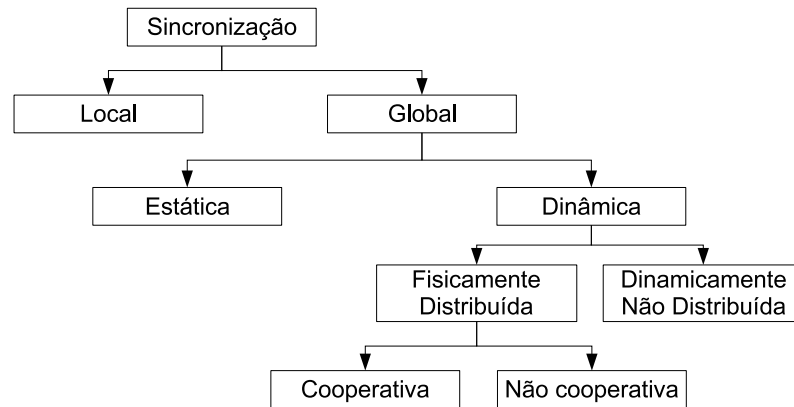 Sincronização
Local
Global
Estática
Dinâmica
Fisicamente
Distribuída
Dinamicamente
Não Distribuída
Cooperativa
Não cooperativa